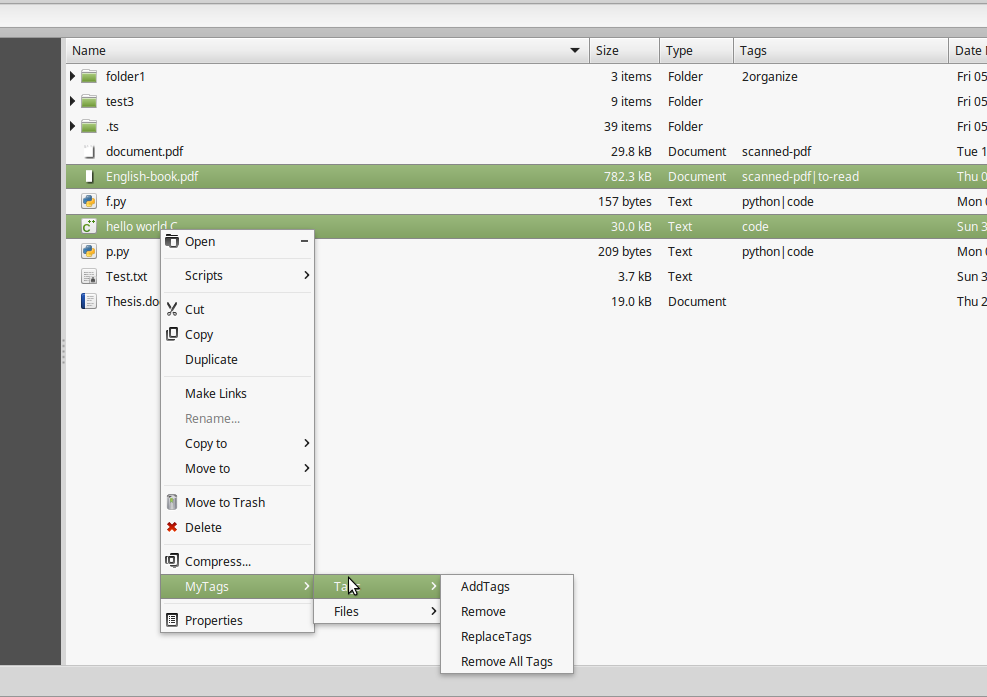 Name Size Type Tags Date
folder1 3 items Folder 2organize Fri 05
test3 9 items Folder Fri 05
.ts 39 items Folder Fri 05
document.pdf 29.8 kB Document scanned-pdf Tue 1
English-book.pdf 782.3 kB Document scanned-pdf|to-read Thu 0
f.py 157 bytes Text python|code Mon
hello world.C 30.0 kB Text code Sun 3
p.py 209 bytes Text python|code Mon
Test.txt 3.7 kB Text Sun 3
Thesis.do 19.0 kB Document Thu 2
Open
Scripts
Cut
Copy
Duplicate
Make Links
Rename...
Copy to
Move to
Move to Trash
Delete
Compress...
MyTags
Properties
Files
AddTags
Remove
ReplaceTags
Remove All Tags